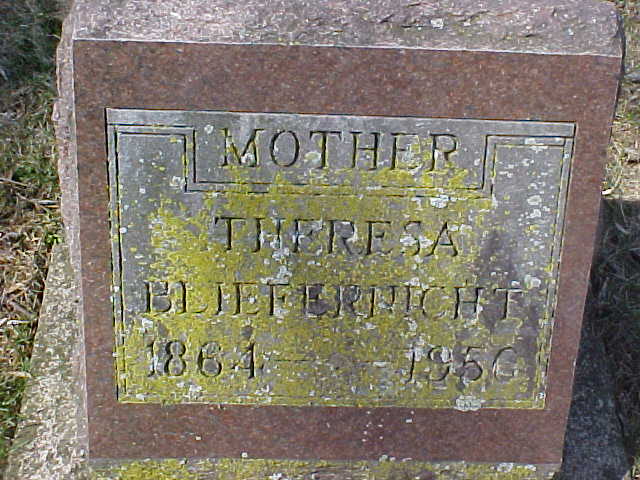 MOTHER
THERESA
BLIEFERNICHT
1864 — 1956